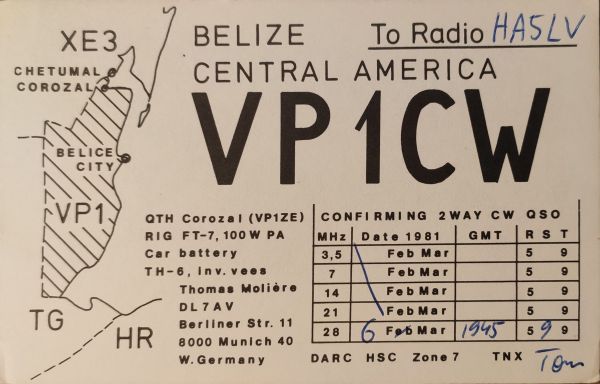 XE3
CHETUMAL
COROZAL
BELICE
CITY
VP1
TG
HR
BELIZE
To Radio HA5LV
CENTRAL AMERICA
VP1CW
QTH Corozal (VP1ZE)
RIG FT-7, 100W PA
Car battery
TH-6, Inv. vees
Thomas Molière
DL7AV
Berliner Str. 11
8000 Munich 40
W.Germany
CONFIRMING 2WAY CW QSO
MHz Date 1981 GMT R S T
3,5 Feb Mar 5 9
7 Feb Mar 5 9
14 Feb Mar 5 9
21 Feb Mar 5 9
28 6 Feb Mar 1945 5 9 9
DARC HSC Zone 7 TNX Tom